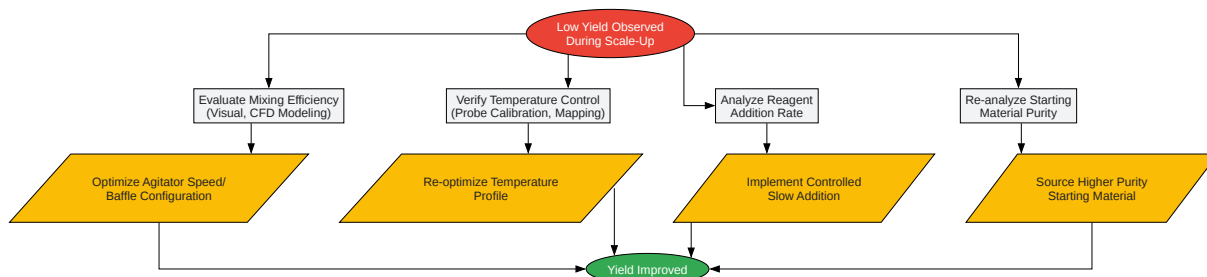 Low Yield Observed
During Scale-Up
Evaluate Mixing Efficiency
(Visual, CFD Modeling)
Verify Temperature Control
(Probe Calibration, Mapping)
Analyze Reagent
Addition Rate
Re-analyze Starting
Material Purity
Optimize Agitator Speed/
Baffle Configuration
Re-optimize Temperature
Profile
Implement Controlled
Slow Addition
Source Higher Purity
Starting Material
Yield Improved